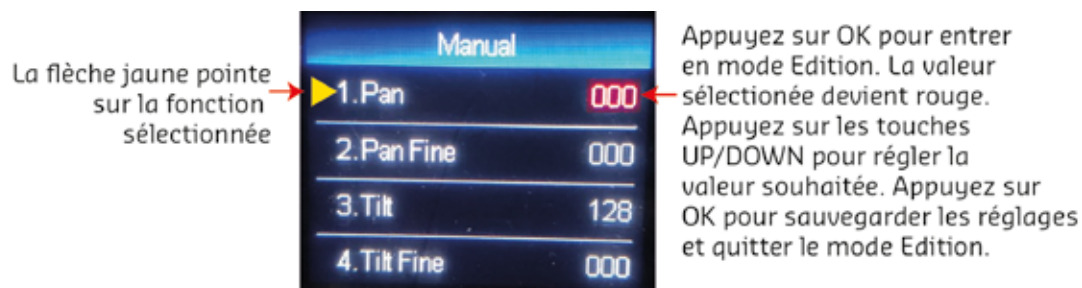 La flèche jaune pointe
sur la fonction
sélectionnée
Manual
1.Pan 000
2.Pan Fine 000
3.Tilt 128
4.Tilt Fine 000
Appuyez sur OK pour entrer
en mode Edition. La valeur
sélectionée devient rouge.
Appuyez sur les touches
UP/DOWN pour régler la
valeur souhaitée. Appuyez sur
OK pour sauvegarder les réglages
et quitter le mode Edition.